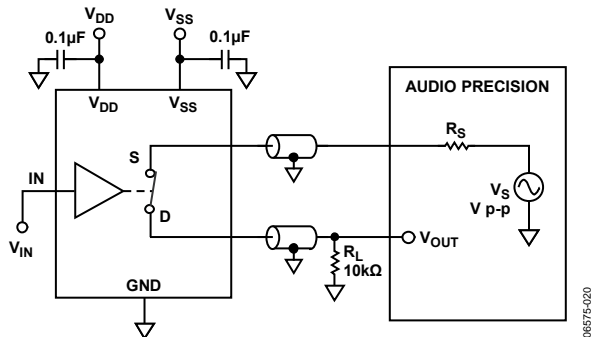 VDD
VSS
0.1µF
0.1µF
VDD
VSS
AUDIO PRECISION
RS
S
IN
VS
V p-p
D
VIN
VOUT
RL
10kΩ
GND
06575-020